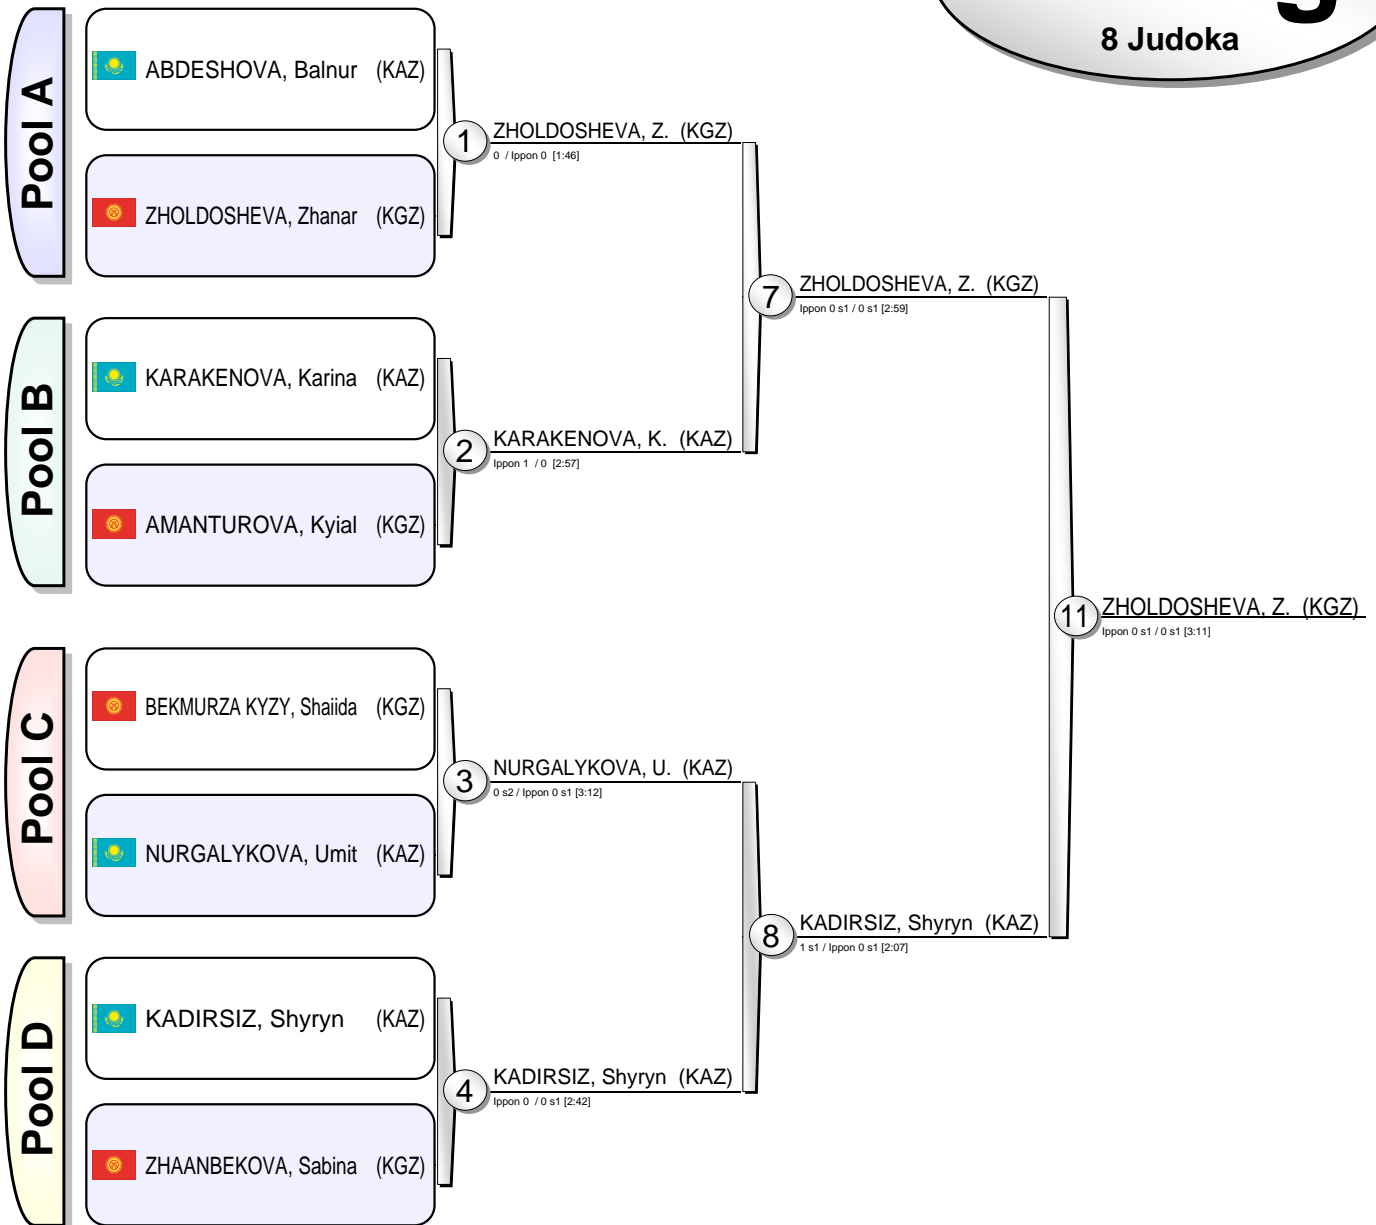 8 Judoka
Pool A
ABDESHOVA, Balnur (KAZ)
ZHOLDOSHEVA, Zhanar (KGZ)
1
ZHOLDOSHEVA, Z. (KGZ)
0 / Ippon 0 [1:46]
Pool B
KARAKENOVA, Karina (KAZ)
AMANTUROVA, Kyial (KGZ)
2
KARAKENOVA, K. (KAZ)
Ippon 1 / 0 [2:57]
7
ZHOLDOSHEVA, Z. (KGZ)
Ippon 0 s1 / 0 s1 [2:59]
Pool C
BEKMURZA KYZY, Shaiida (KGZ)
NURGALYKOVA, Umit (KAZ)
3
NURGALYKOVA, U. (KAZ)
0 s2 / Ippon 0 s1 [3:12]
Pool D
KADIRSIZ, Shyryn (KAZ)
ZHAANBEKOVA, Sabina (KGZ)
4
KADIRSIZ, Shyryn (KAZ)
Ippon 0 / 0 s1 [2:42]
8
KADIRSIZ, Shyryn (KAZ)
1 s1 / Ippon 0 s1 [2:07]
11
ZHOLDOSHEVA, Z. (KGZ)
Ippon 0 s1 / 0 s1 [3:11]